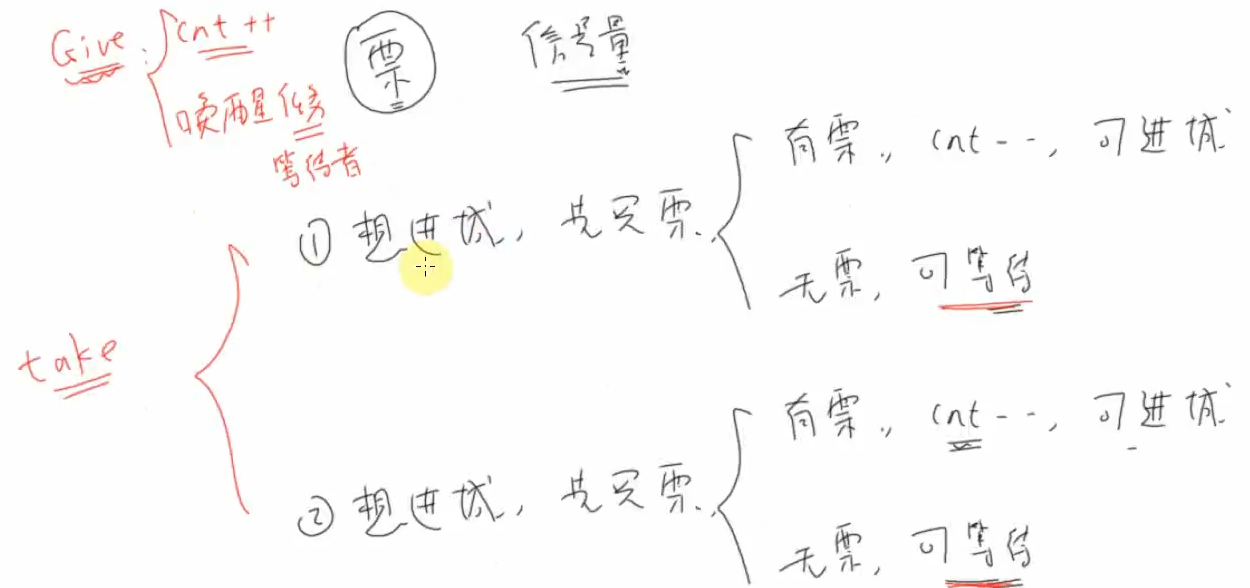 Give: cnt++
唤醒任务
等待者
票
信号量
take
① 想进城, 先买票.
有票., cnt--, 可进城
无票, 可等待
② 想进城, 先买票.
有票., cnt--, 可进城
无票, 可等待